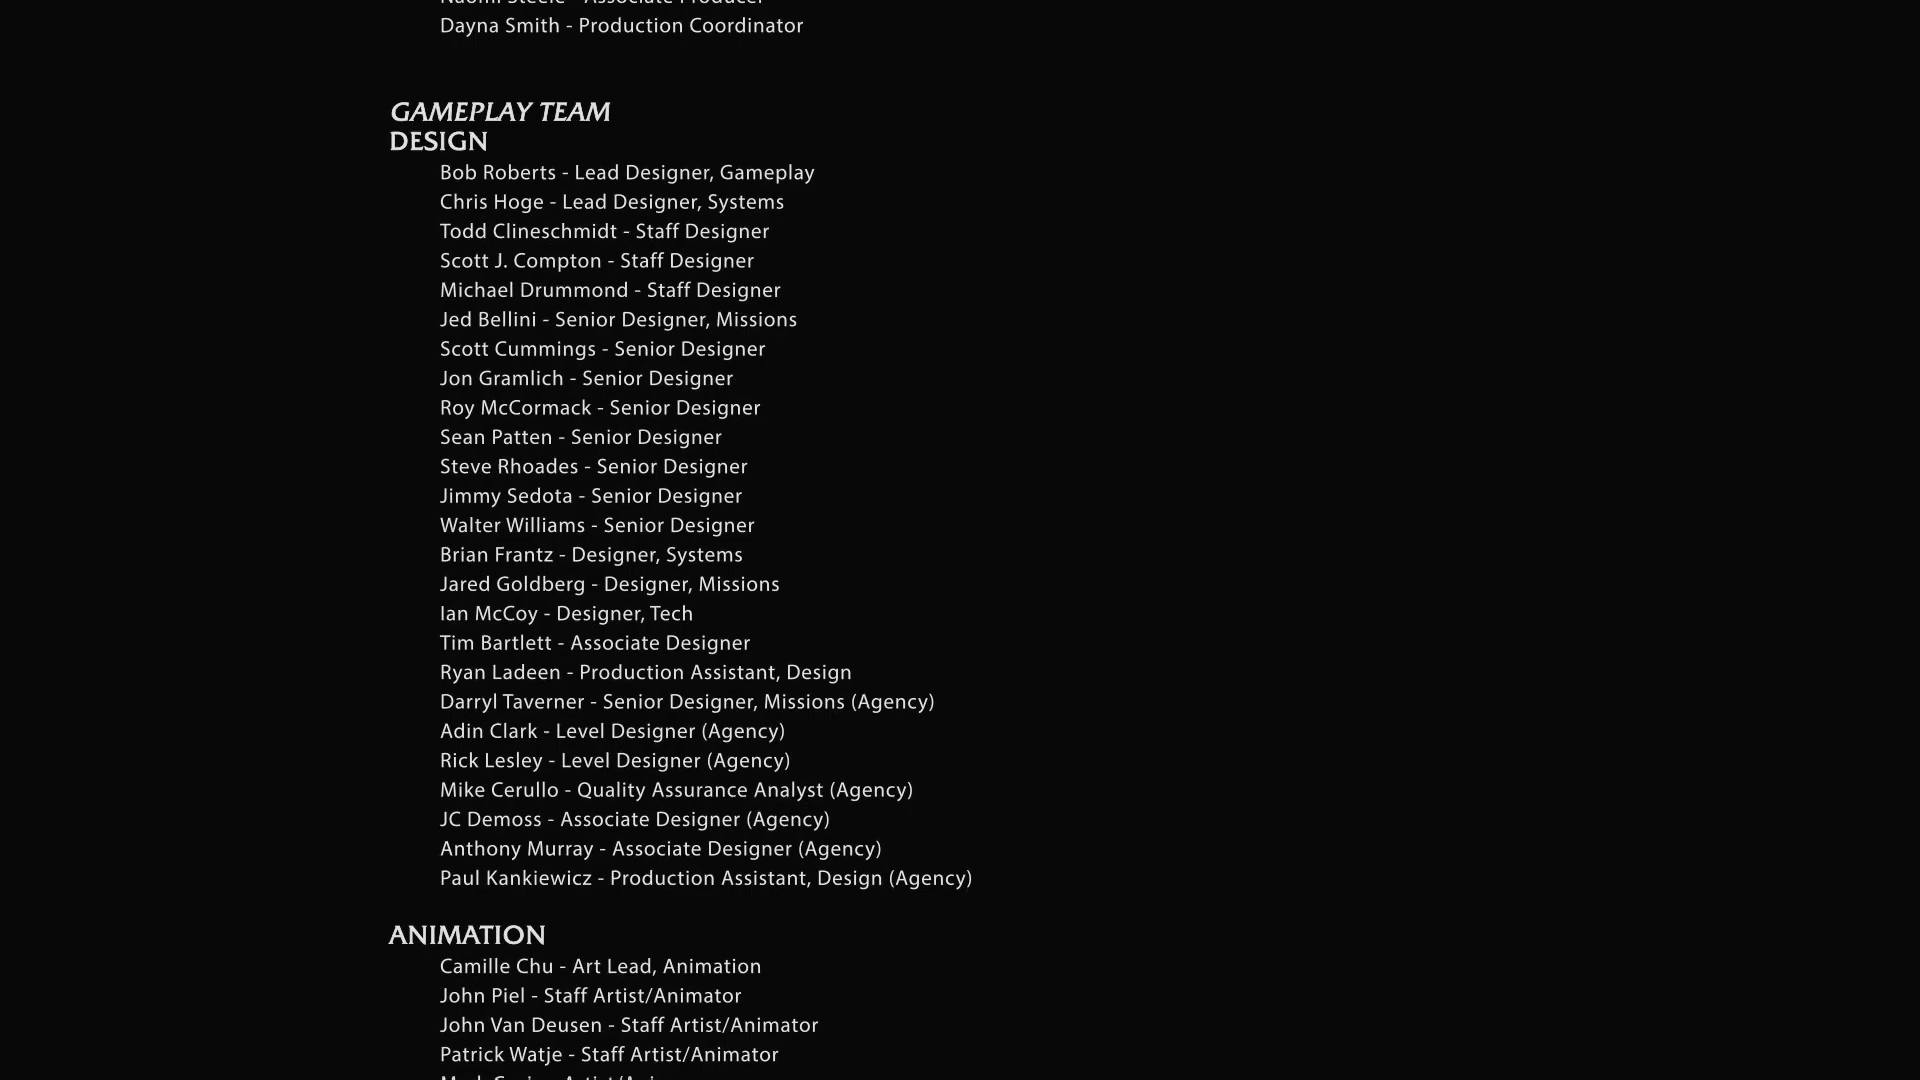 Naomi Steele - Associate Producer
Dayna Smith - Production Coordinator
GAMEPLAY TEAM
DESIGN
Bob Roberts - Lead Designer, Gameplay
Chris Hoge - Lead Designer, Systems
Todd Clineschmidt - Staff Designer
Scott J. Compton - Staff Designer
Michael Drummond - Staff Designer
Jed Bellini - Senior Designer, Missions
Scott Cummings - Senior Designer
Jon Gramlich - Senior Designer
Roy McCormack - Senior Designer
Sean Patten - Senior Designer
Steve Rhoades - Senior Designer
Jimmy Sedota - Senior Designer
Walter Williams - Senior Designer
Brian Frantz - Designer, Systems
Jared Goldberg - Designer, Missions
Ian McCoy - Designer, Tech
Tim Bartlett - Associate Designer
Ryan Ladeen - Production Assistant, Design
Darryl Taverner - Senior Designer, Missions (Agency)
Adin Clark - Level Designer (Agency)
Rick Lesley - Level Designer (Agency)
Mike Cerullo - Quality Assurance Analyst (Agency)
JC Demoss - Associate Designer (Agency)
Anthony Murray - Associate Designer (Agency)
Paul Kankiewicz - Production Assistant, Design (Agency)
ANIMATION
Camille Chu - Art Lead, Animation
John Piel - Staff Artist/Animator
John Van Deusen - Staff Artist/Animator
Patrick Watje - Staff Artist/Animator